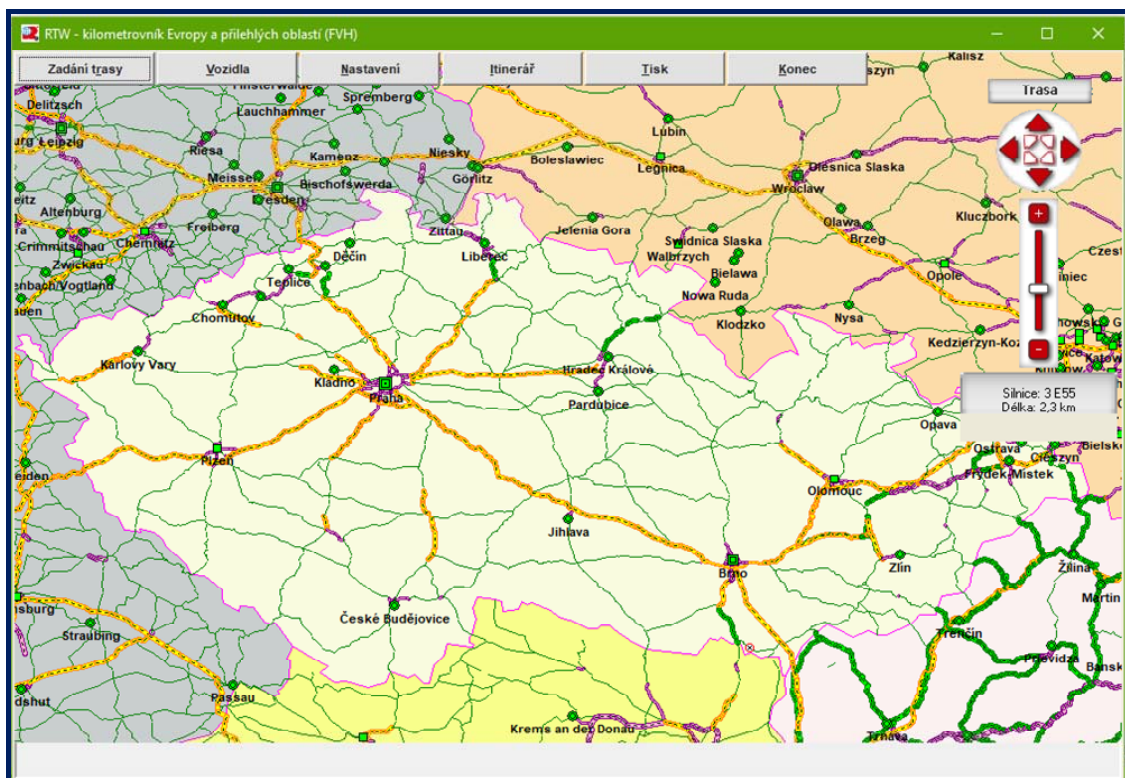 RTW - kilometrovník Evropy a přilehlých oblastí (FVH)
Zadání trasy Vozidla Nastavení Itinerář Tisk Konec
Kalisz
Trasa
Spremberg
Delitzsch
Lauchhammer
Lubin
Leipzig
Riesa
Kamenz
Niesky
Boleslawiec
Legnica
Olesnica Slaska
Meissen
Bischofswerda
Görlitz
Wroclaw
Dresden
Altenburg
Freiberg
Zittau
Jelenia Gora
Olawa
Kluczbork
Crimmitschau
Chemnitz
Swidnica Slaska
Brzeg
Zwickau
Děčín
Liberec
Walbrzych
Bielawa
Opole
Teplice
Nowa Ruda
Chomutov
Klodzko
Nysa
Karlovy Vary
Hradec Králové
Kladno
Praha
Pardubice
Silnice: 3 E55
Délka: 2,3 km
Opava
Plzeň
Ostrava
Cieszyn
Frýdek-Místek
Olomouc
Jihlava
Brno
Zlín
Žilina
Martin
České Budějovice
Straubing
Trenčín
Prievidza
Passau
Krems an der Donau
Trnava